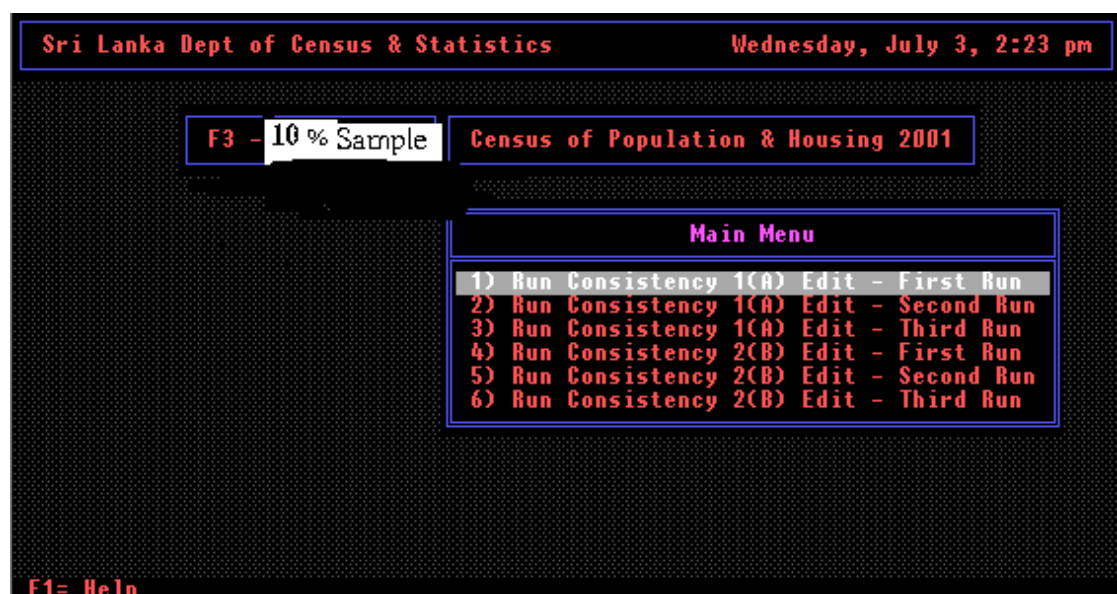 Sri Lanka Dept of Census & Statistics Wednesday, July 3, 2:23 pm
F3 - 10 % Sample Census of Population & Housing 2001
Main Menu
1) Run Consistency 1(A) Edit - First Run
2) Run Consistency 1(A) Edit - Second Run
3) Run Consistency 1(A) Edit - Third Run
4) Run Consistency 2(B) Edit - First Run
5) Run Consistency 2(B) Edit - Second Run
6) Run Consistency 2(B) Edit - Third Run
F1= Help